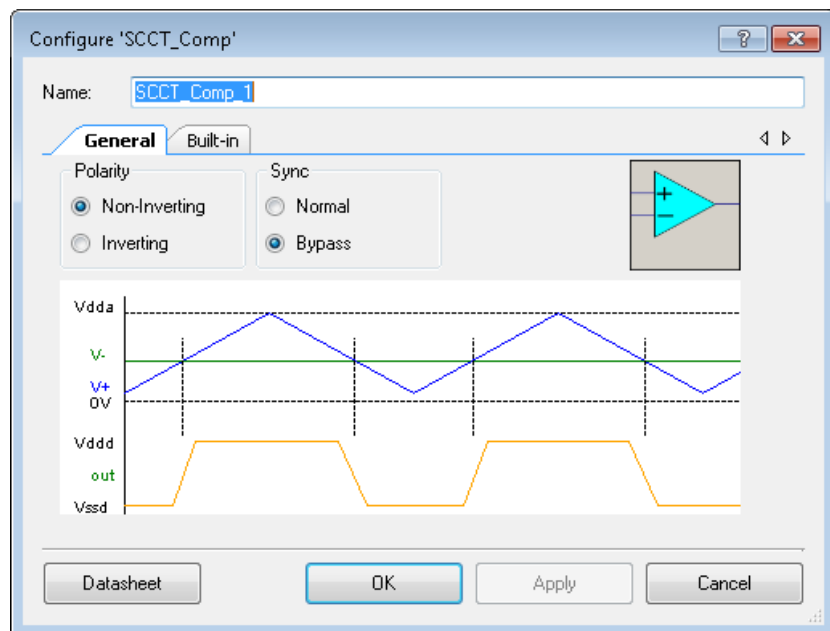 Configure 'SCCT_Comp'
Name: SCCT_Comp_1
General Built-in
Polarity Sync
Non-Inverting Normal
Inverting Bypass
+
−
Vdda
V-
V+
0V
Vddd
out
Vssd
Datasheet OK Apply Cancel